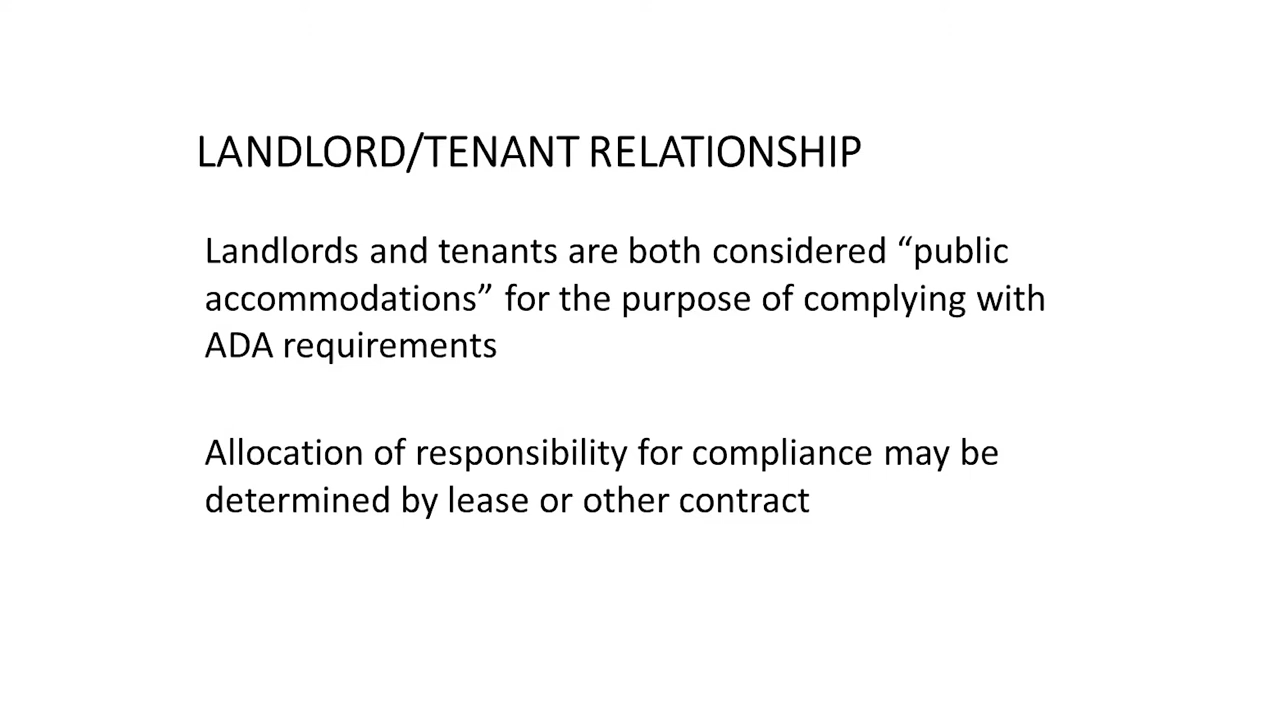 LANDLORD/TENANT RELATIONSHIP
Landlords and tenants are both considered “public
accommodations” for the purpose of complying with
ADA requirements
Allocation of responsibility for compliance may be
determined by lease or other contract